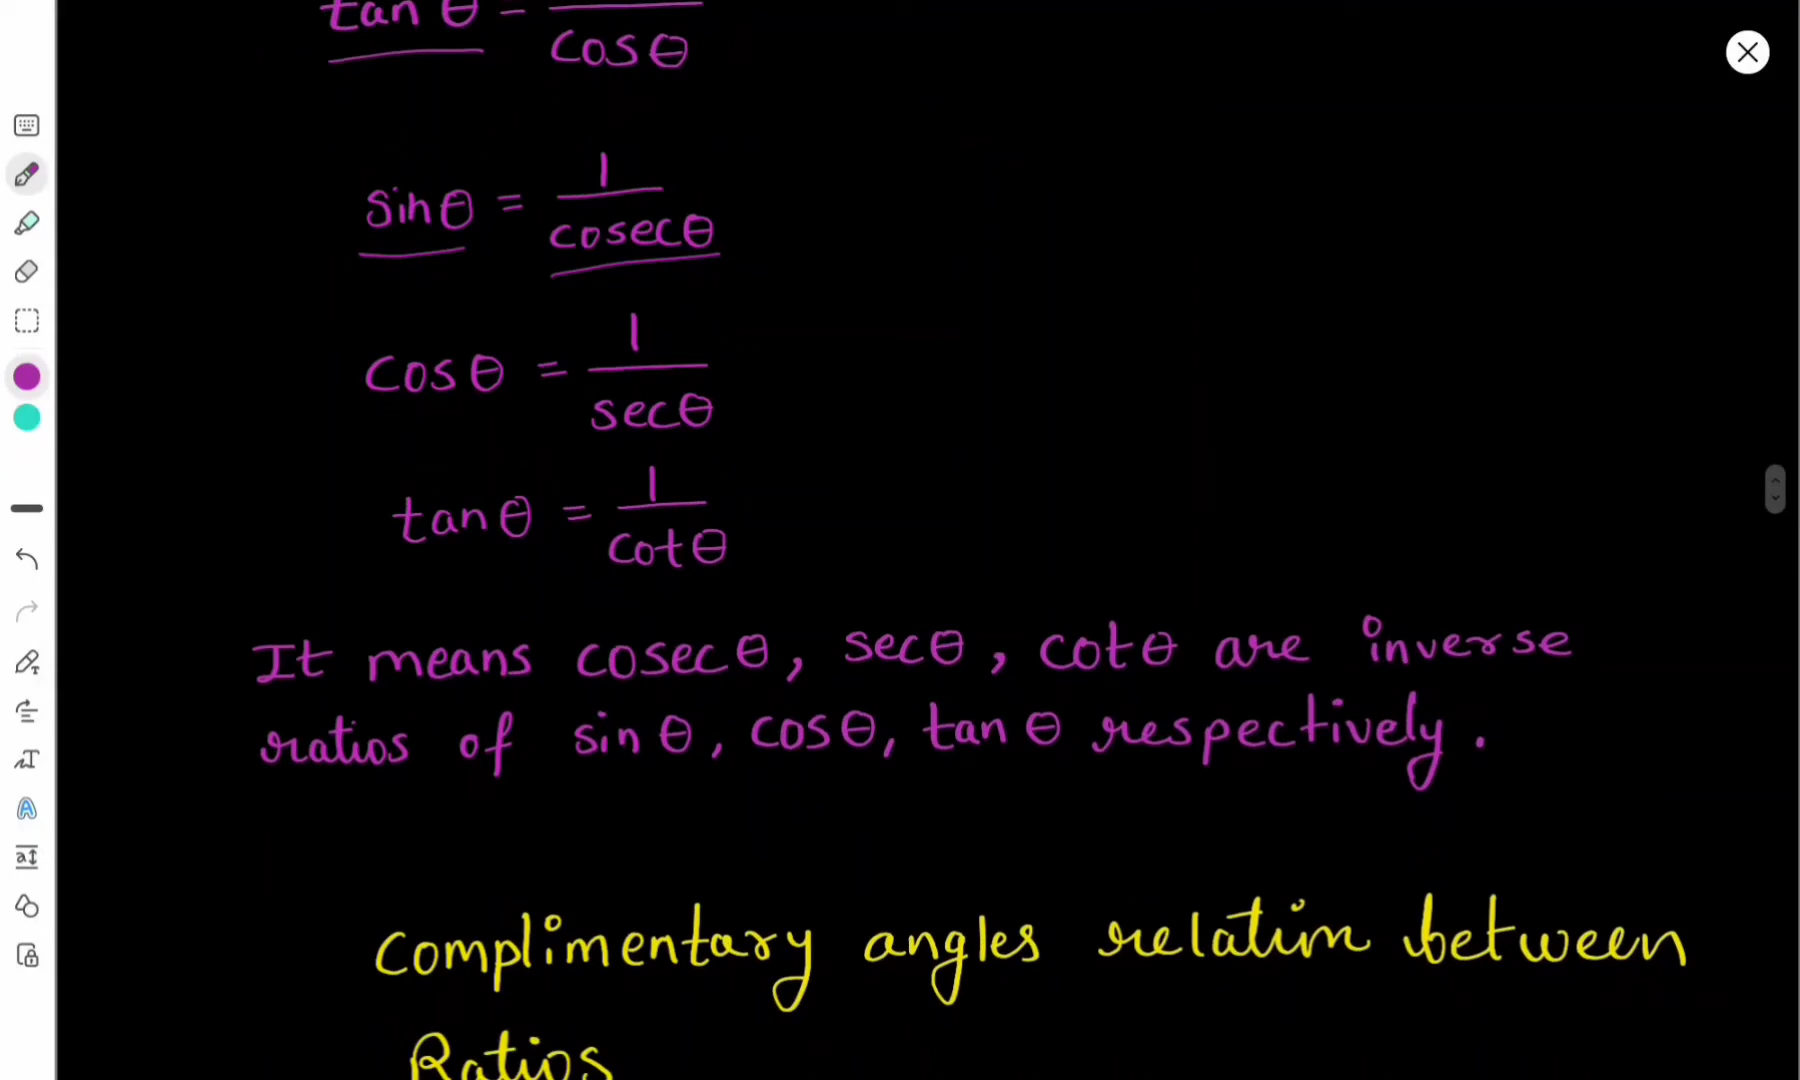 tan θ = ――
cos θ
sin θ = 1
cosec θ
cos θ = 1
sec θ
tan θ = 1
cot θ
It means cosec θ, sec θ, cot θ are inverse
ratios of sin θ, cos θ, tan θ respectively.
Complimentary angles relation between
Ratios